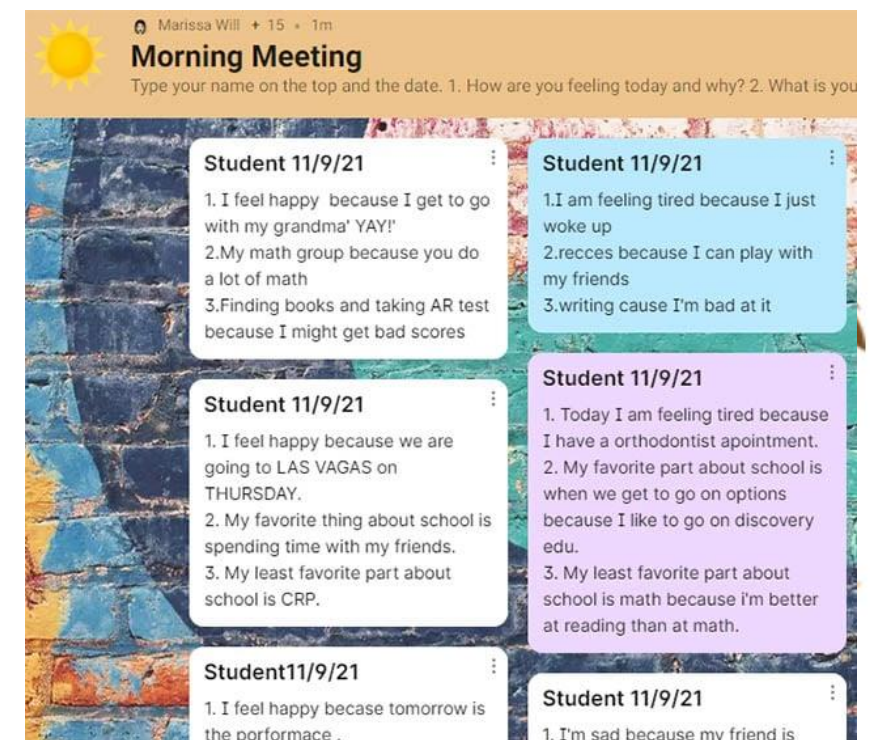 Marissa Will + 15 • 1m
Morning Meeting
Type your name on the top and the date. 1. How are you feeling today and why? 2. What is you
Student 11/9/21
1. I feel happy  because I get to go
with my grandma' YAY!'
2.My math group because you do
a lot of math
3.Finding books and taking AR test
because I might get bad scores
Student 11/9/21
1. I feel happy because we are
going to LAS VAGAS on
THURSDAY.
2. My favorite thing about school is
spending time with my friends.
3. My least favorite part about
school is CRP.
Student11/9/21
1. I feel happy becase tomorrow is
the porformace .
Student 11/9/21
1.I am feeling tired because I just
woke up
2.recces because I can play with
my friends
3.writing cause I'm bad at it
Student 11/9/21
1. Today I am feeling tired because
I have a orthodontist apointment.
2. My favorite part about school is
when we get to go on options
because I like to go on discovery
edu.
3. My least favorite part about
school is math because i'm better
at reading than at math.
Student 11/9/21
1. I'm sad because my friend is